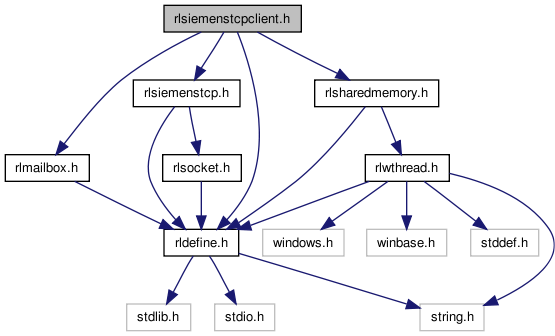 rlsiemenstcpclient.h
rlsiemenstcp.h
rlsharedmemory.h
rlmailbox.h
rlsocket.h
rlwthread.h
rldefine.h
windows.h
winbase.h
stddef.h
stdlib.h
stdio.h
string.h